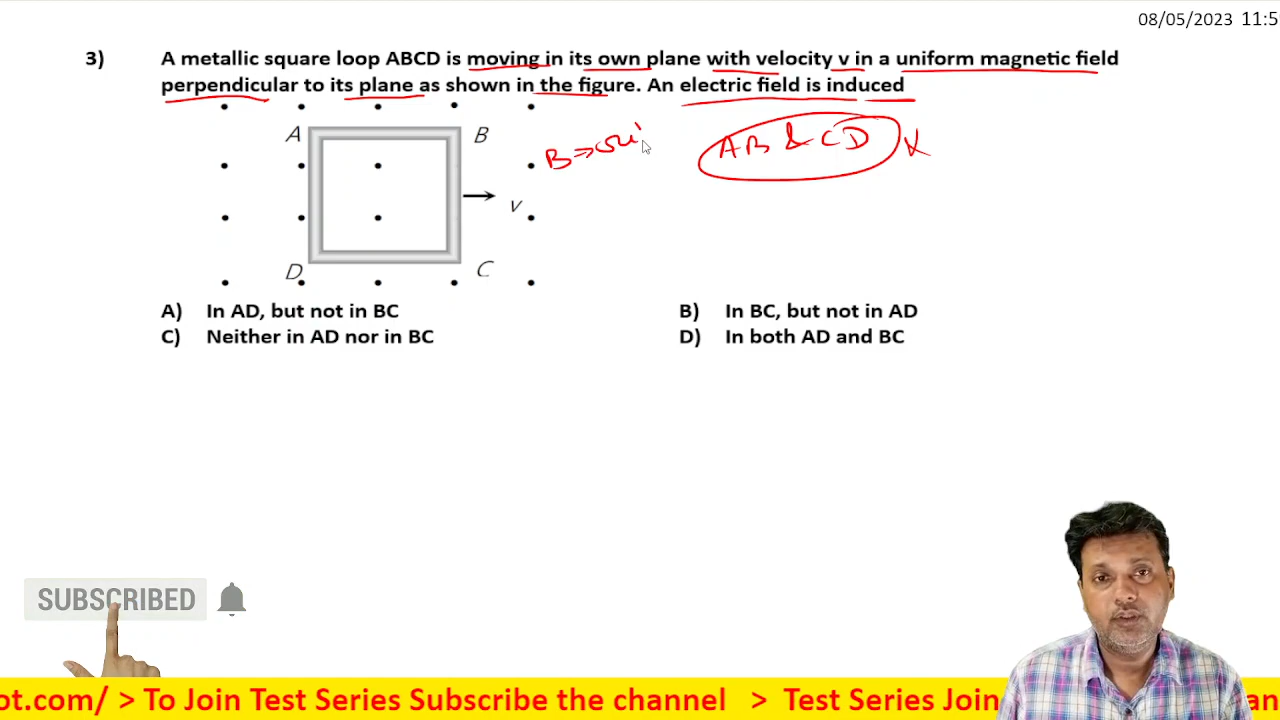 08/05/2023 11:5
3) A metallic square loop ABCD is moving in its own plane with velocity v in a uniform magnetic field
perpendicular to its plane as shown in the figure. An electric field is induced
A B
B ⇒
AB & CD X
v
D C
A) In AD, but not in BC B) In BC, but not in AD
C) Neither in AD nor in BC D) In both AD and BC
SUBSCRIBED
ot.com/ > To Join Test Series Subscribe the channel > Test Series Join an